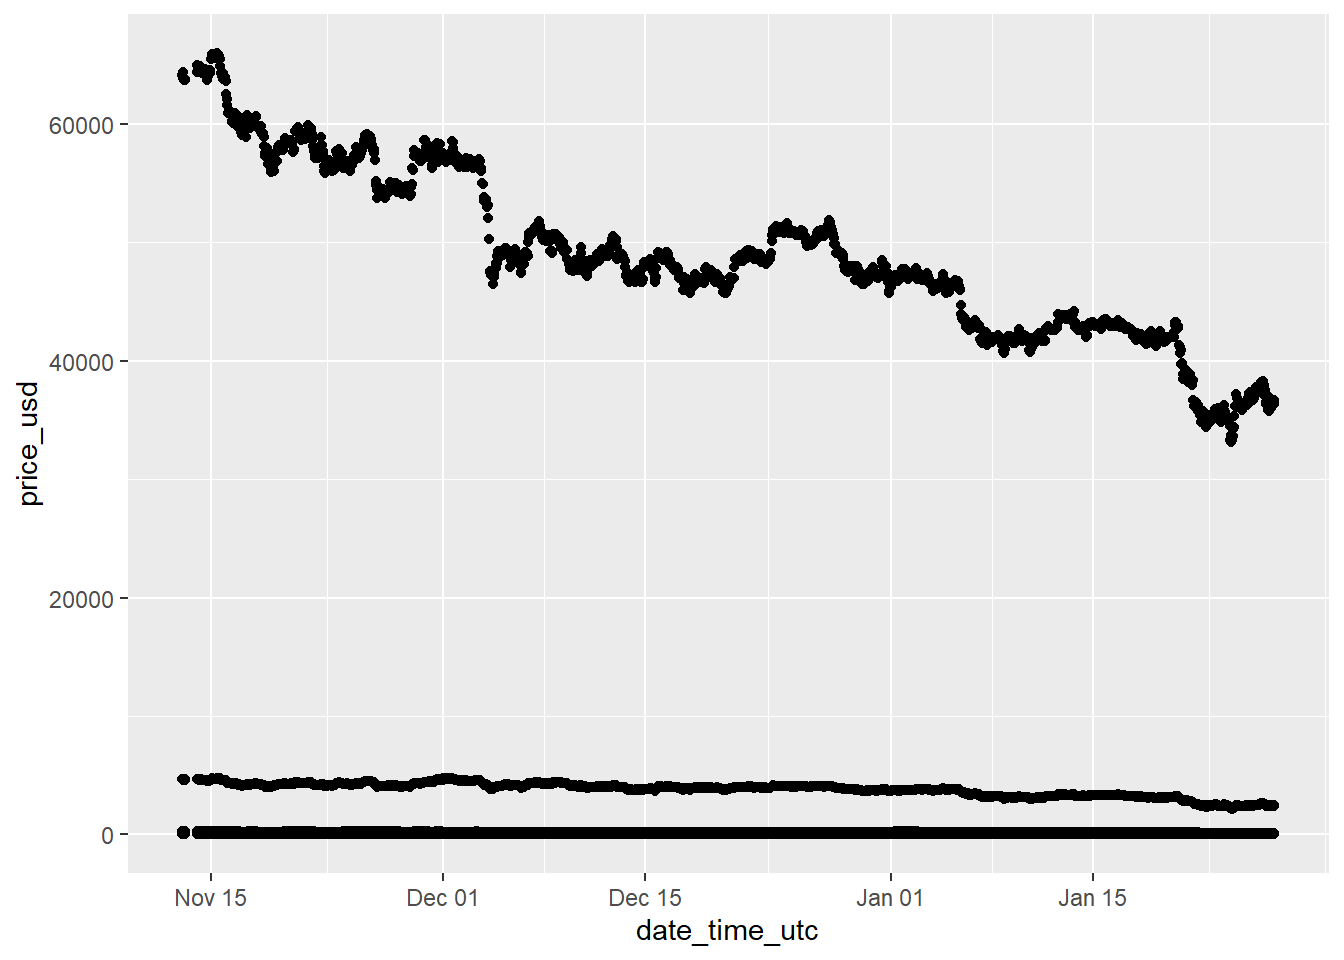 price_usd
60000
40000
20000
0
Nov 15
Dec 01
Dec 15
Jan 01
Jan 15
date_time_utc